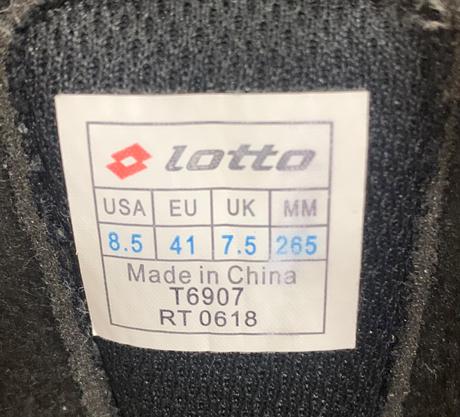 lotto
USA EU UK MM
8.5 41 7.5 265
Made in China
T6907
RT 0618